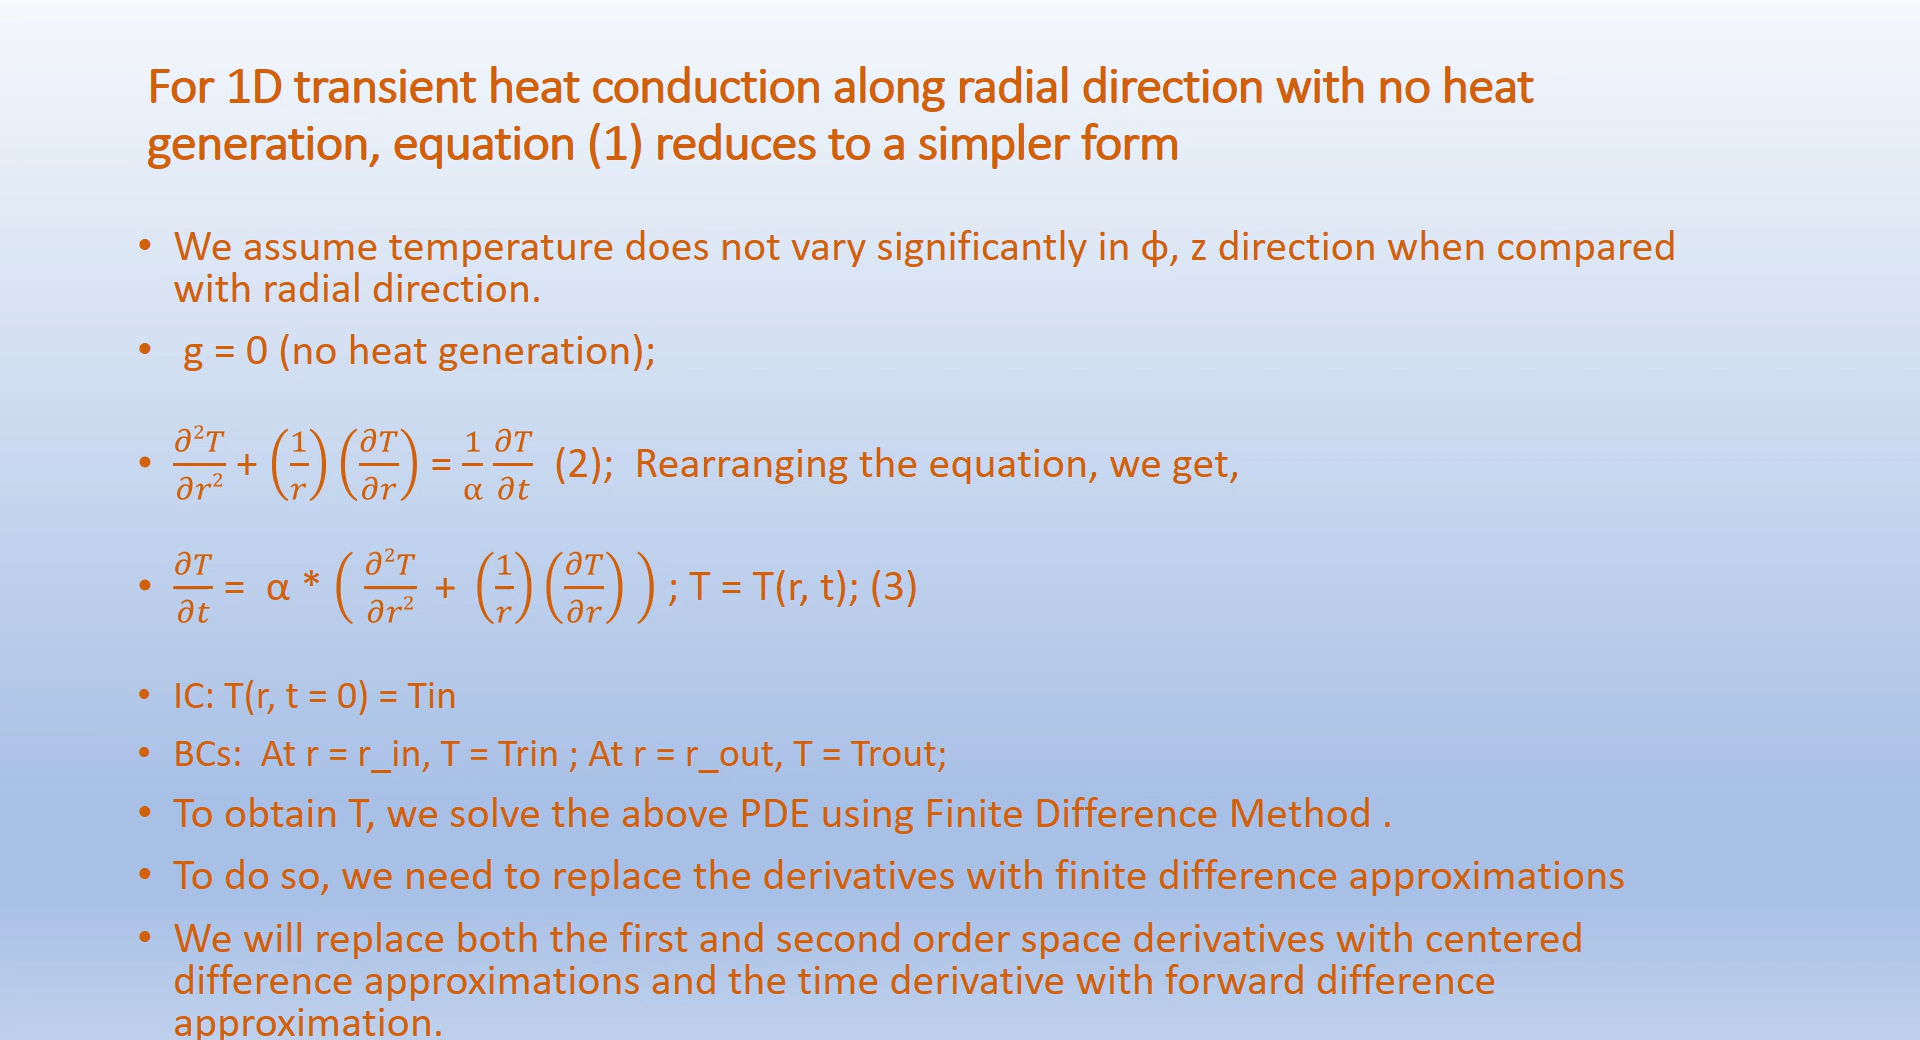 For 1D transient heat conduction along radial direction with no heat
generation, equation (1) reduces to a simpler form
• We assume temperature does not vary significantly in ф, z direction when compared
with radial direction.
• g = 0 (no heat generation);
• ∂²T/∂r² + (1/r) (∂T/∂r) = 1/α ∂T/∂t (2); Rearranging the equation, we get,
• ∂T/∂t = α * ( ∂²T/∂r² + (1/r) (∂T/∂r) ) ; T = T(r, t); (3)
• IC: T(r, t = 0) = Tin
• BCs: At r = r_in, T = Trin ; At r = r_out, T = Trout;
• To obtain T, we solve the above PDE using Finite Difference Method .
• To do so, we need to replace the derivatives with finite difference approximations
• We will replace both the first and second order space derivatives with centered
difference approximations and the time derivative with forward difference
approximation.